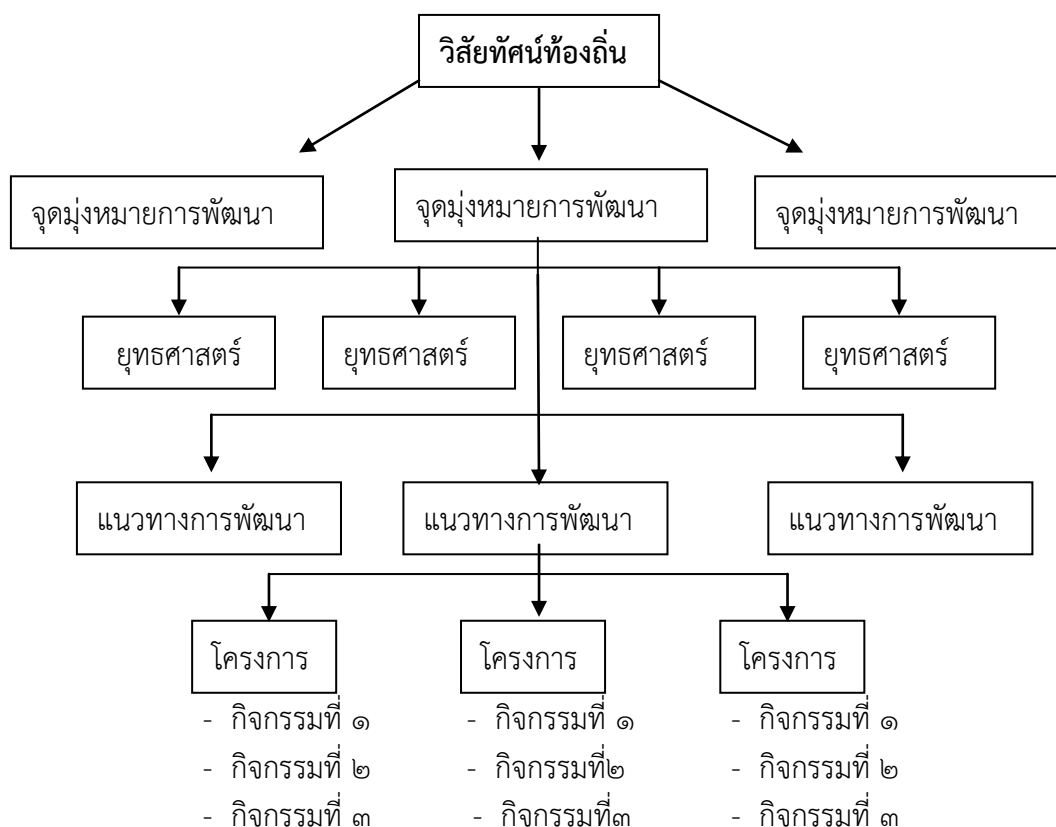 วิสัยทัศน์ท้องถิ่น
จุดมุ่งหมายการพัฒนา
จุดมุ่งหมายการพัฒนา
จุดมุ่งหมายการพัฒนา
ยุทธศาสตร์
ยุทธศาสตร์
ยุทธศาสตร์
ยุทธศาสตร์
แนวทางการพัฒนา
แนวทางการพัฒนา
แนวทางการพัฒนา
โครงการ
โครงการ
โครงการ
- กิจกรรมที่ ๑
- กิจกรรมที่ ๒
- กิจกรรมที่ ๓
- กิจกรรมที่ ๑
- กิจกรรมที่๒
- กิจกรรมที่๓
- กิจกรรมที่ ๑
- กิจกรรมที่ ๒
- กิจกรรมที่ ๓